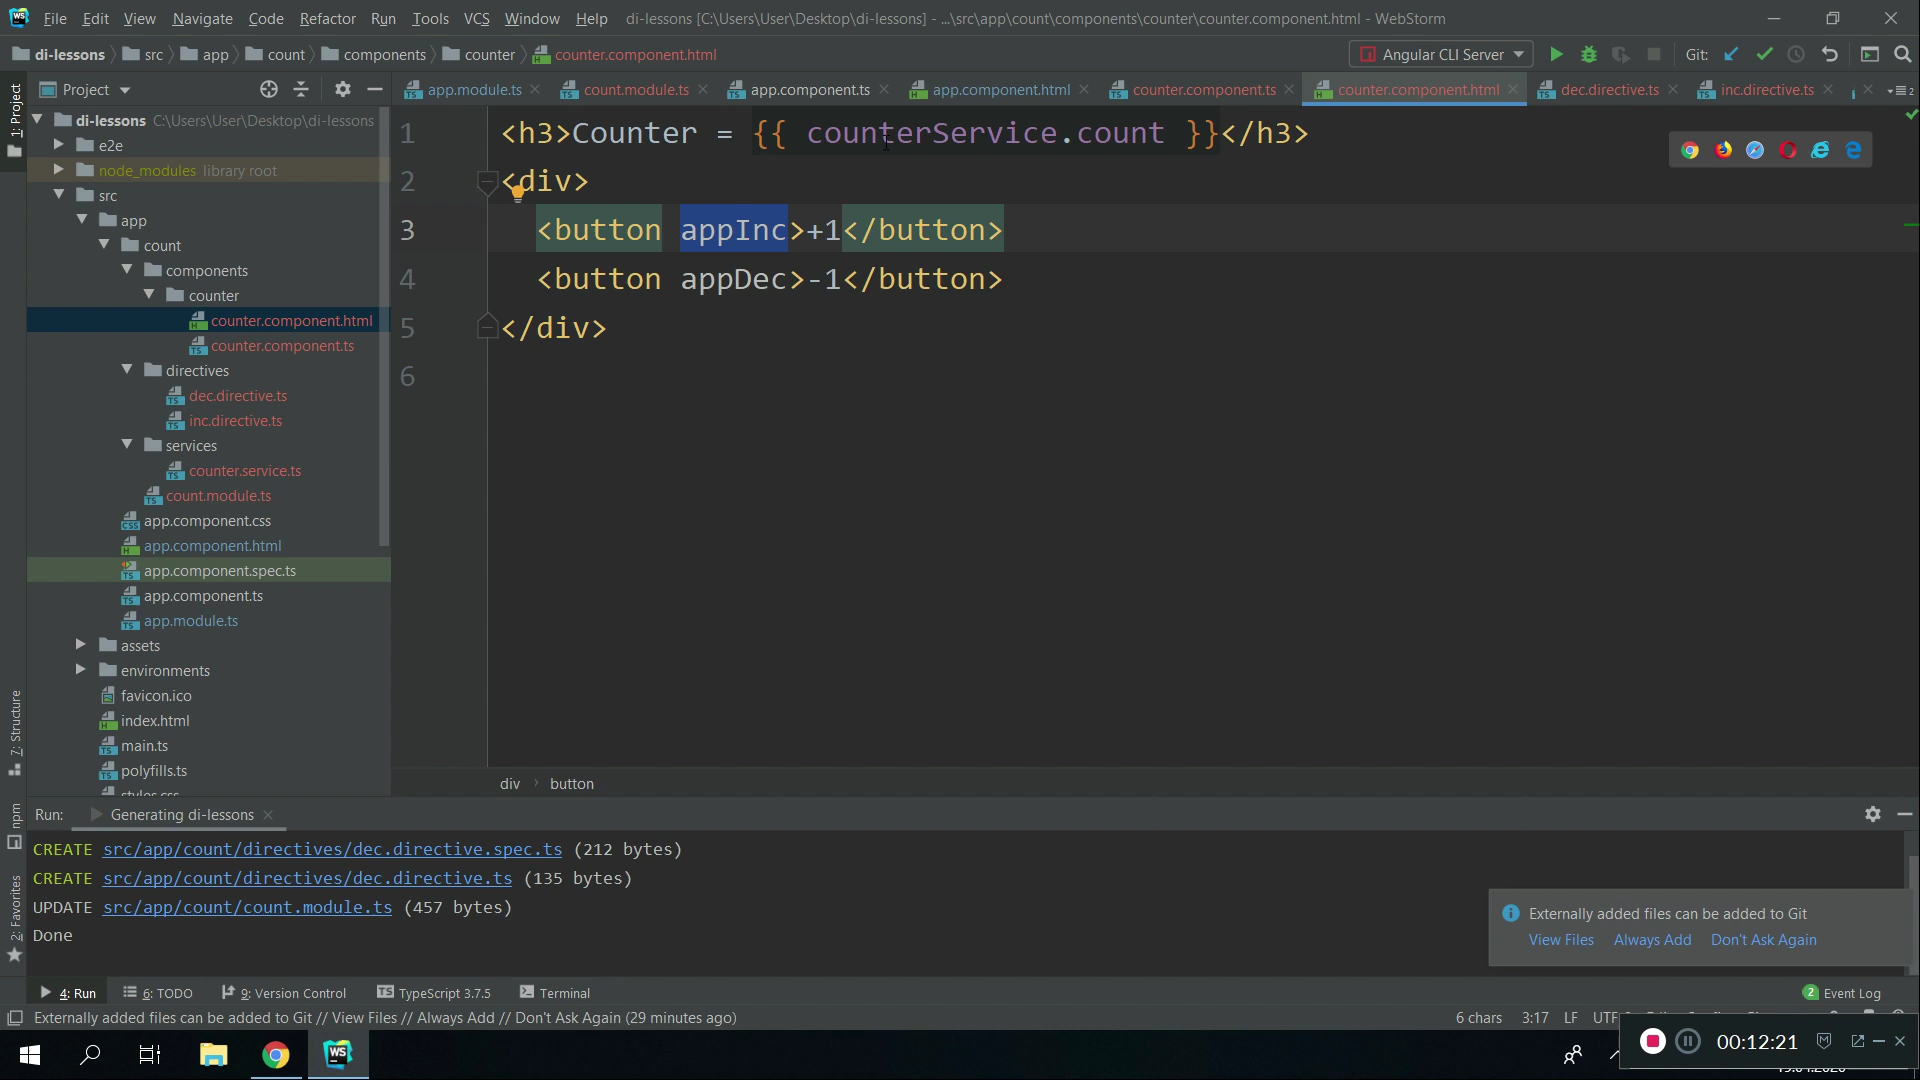 File Edit View Navigate Code Refactor Run Tools VCS Window Help di-lessons [C:\Users\User\Desktop\di-lessons] - ...\src\app\count\components\counter\counter.component.html - WebStorm
di-lessons src app count components counter counter.component.html Angular CLI Server Git:
Project app.module.ts count.module.ts app.component.ts app.component.html counter.component.ts counter.component.html dec.directive.ts inc.directive.ts 2
1: Project
7: Structure
npm
2: Favorites
di-lessons C:\Users\User\Desktop\di-lessons
e2e
node_modules library root
src
app
count
components
counter
counter.component.html
counter.component.ts
directives
dec.directive.ts
inc.directive.ts
services
counter.service.ts
count.module.ts
app.component.css
app.component.html
app.component.spec.ts
app.component.ts
app.module.ts
assets
environments
favicon.ico
index.html
main.ts
polyfills.ts
styles.css
1 <h3>Counter = {{ counterService.count }}</h3>
2 <div>
3 <button appInc>+1</button>
4 <button appDec>-1</button>
5 </div>
6
div button
Run: Generating di-lessons
CREATE src/app/count/directives/dec.directive.spec.ts (212 bytes)
CREATE src/app/count/directives/dec.directive.ts (135 bytes)
UPDATE src/app/count/count.module.ts (457 bytes)
Done
Externally added files can be added to Git
View Files Always Add Don't Ask Again
4: Run 6: TODO 9: Version Control TypeScript 3.7.5 Terminal 2 Event Log
Externally added files can be added to Git // View Files // Always Add // Don't Ask Again (29 minutes ago) 6 chars 3:17 LF
WS 00:12:21